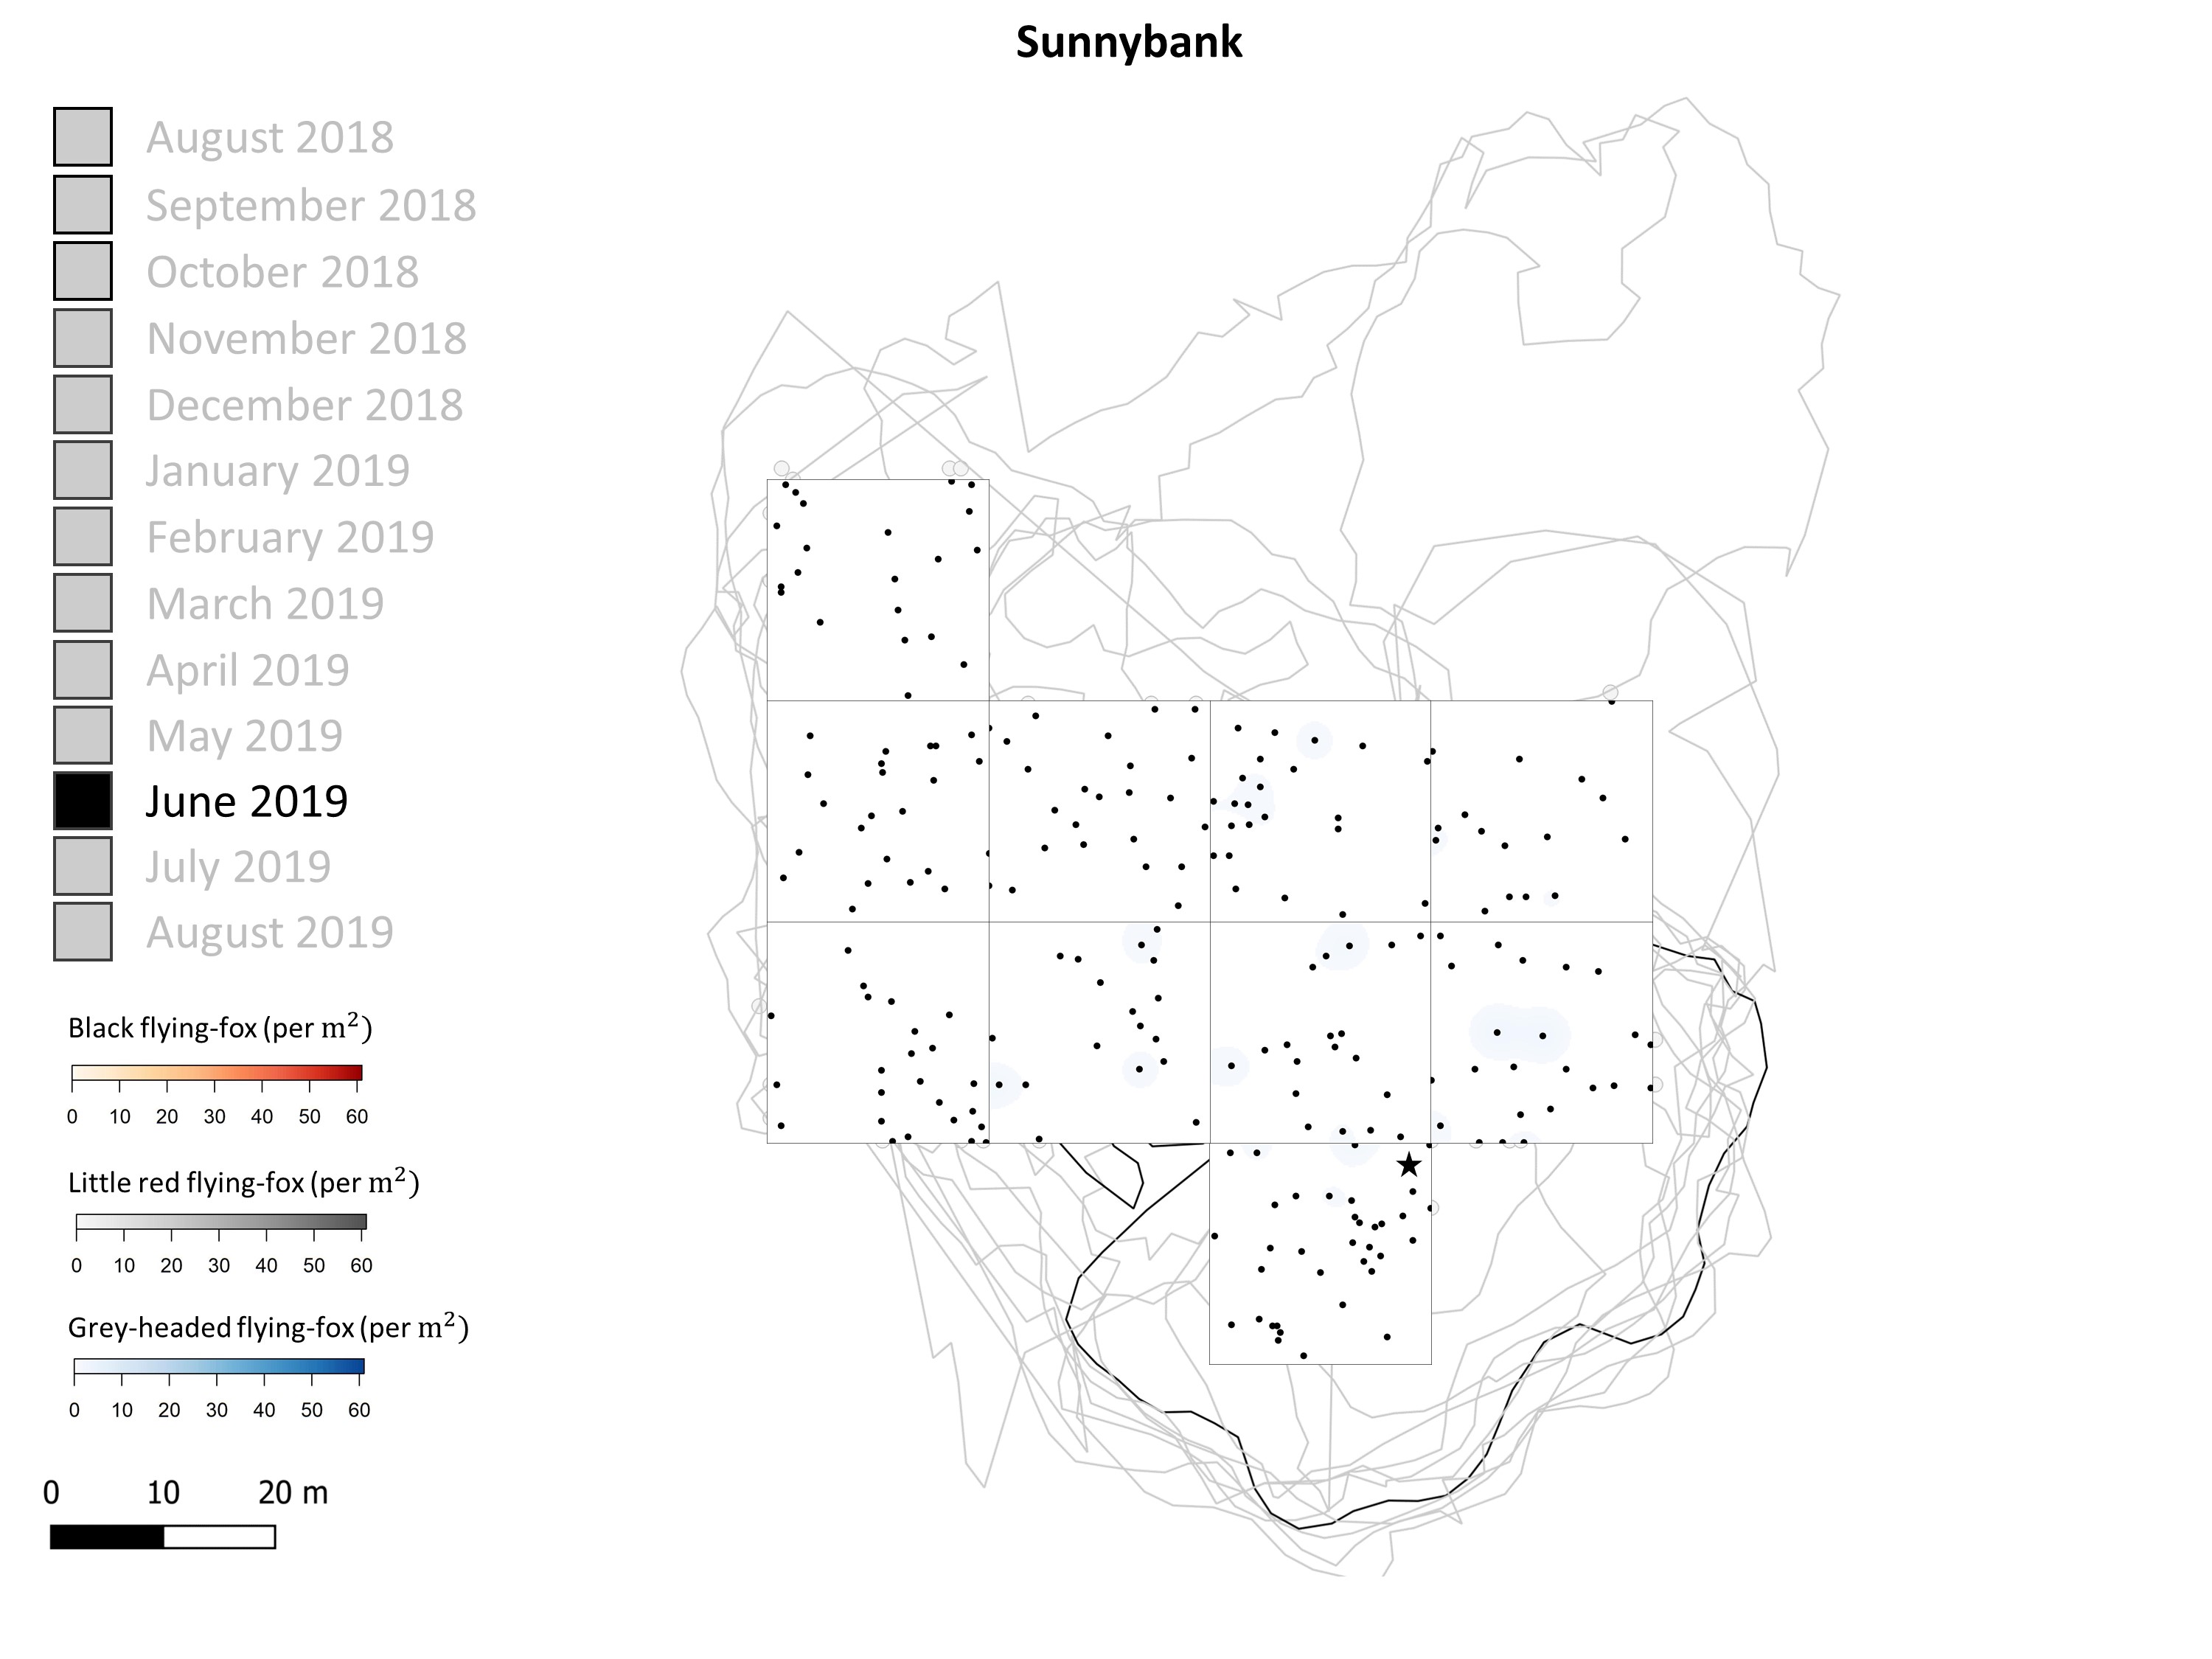 Sunnybank
August 2018
September 2018
October 2018
November 2018
December 2018
January 2019
February 2019
March 2019
April 2019
May 2019
June 2019
July 2019
August 2019
Black flying-fox (per m²)
0 10 20 30 40 50 60
Little red flying-fox (per m²)
0 10 20 30 40 50 60
Grey-headed flying-fox (per m²)
0 10 20 30 40 50 60
0 10 20 m